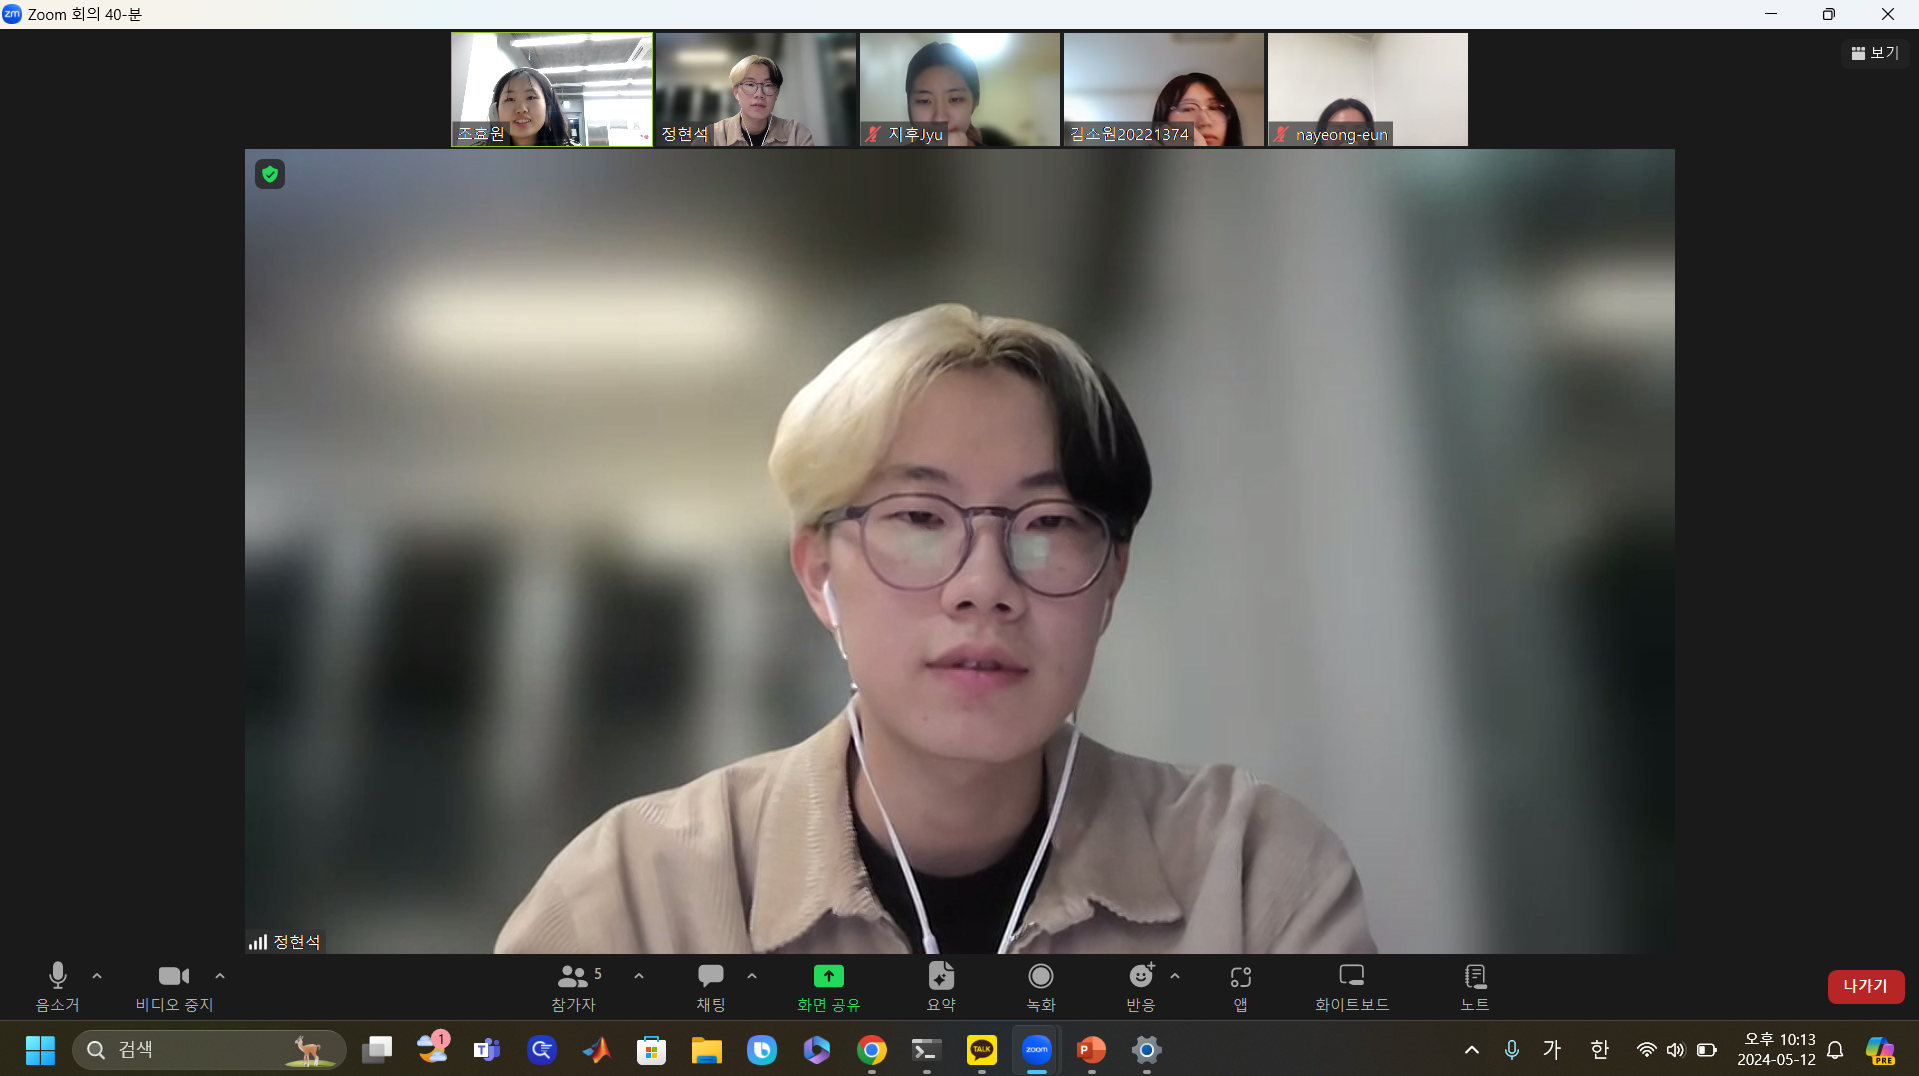 Zoom 회의 40-분
보기
조효원
정현석
지후Jyu
김소원20221374
nayeong-eun
정현석
음소거
비디오 중지
5
참가자
채팅
화면 공유
요약
녹화
반응
앱
화이트보드
노트
나가기
검색
1
TALK
zoom
가
한
오후 10:13
2024-05-12
PRE